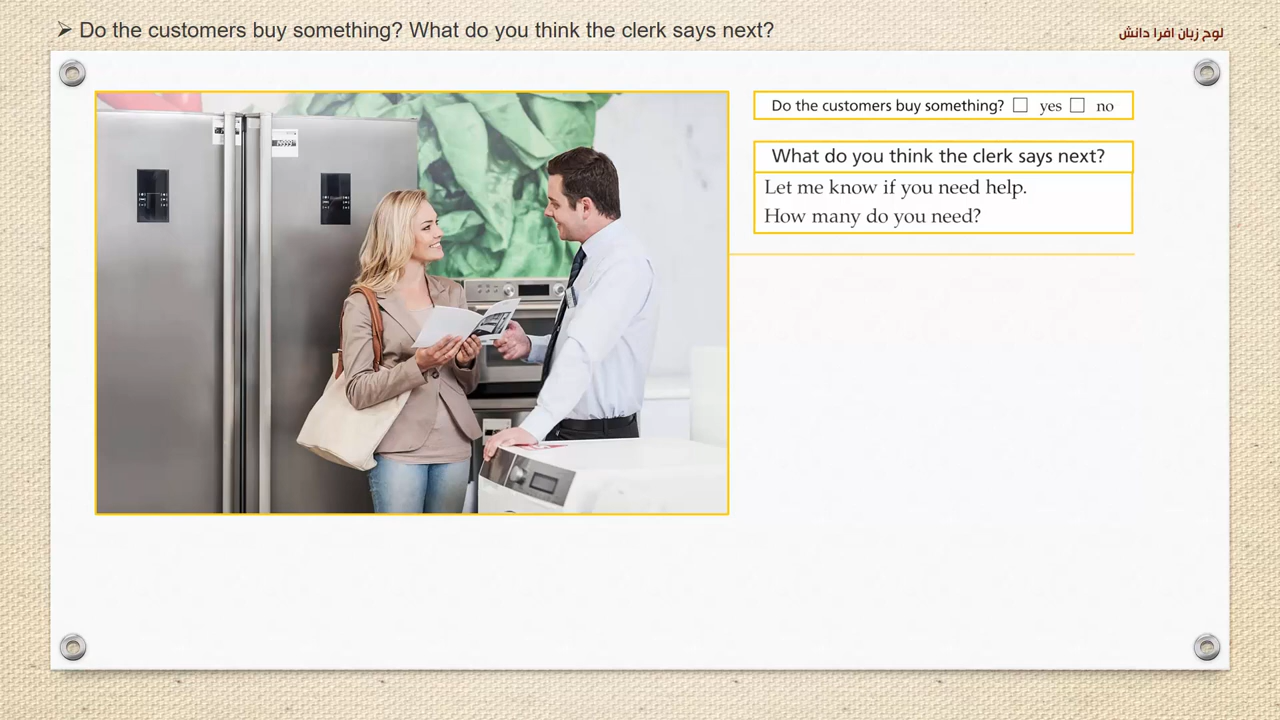 ➢ Do the customers buy something? What do you think the clerk says next?
لوح زبان افرا دانش
Do the customers buy something? ☐ yes ☐ no
What do you think the clerk says next?
Let me know if you need help.
How many do you need?